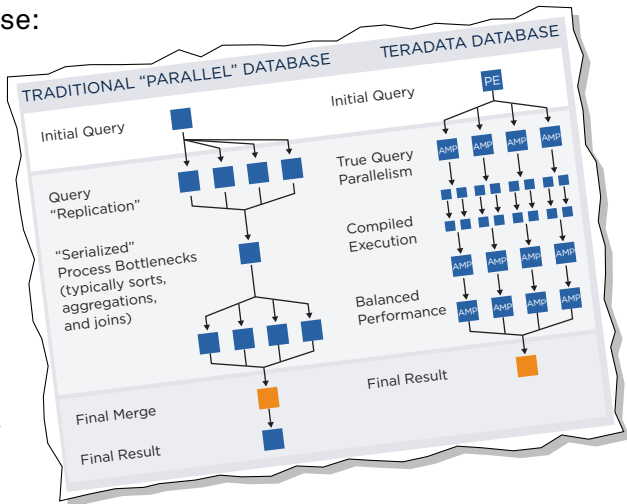 se:
TRADITIONAL “PARALLEL” DATABASE
Initial Query
Query
“Replication”
“Serialized”
Process Bottlenecks
(typically sorts,
aggregations,
and joins)
Final Merge
Final Result
TERADATA DATABASE
Initial Query
PE
AMP AMP AMP AMP
True Query
Parallelism
Compiled
Execution
AMP AMP AMP AMP
Balanced
Performance
AMP AMP AMP AMP
Final Result